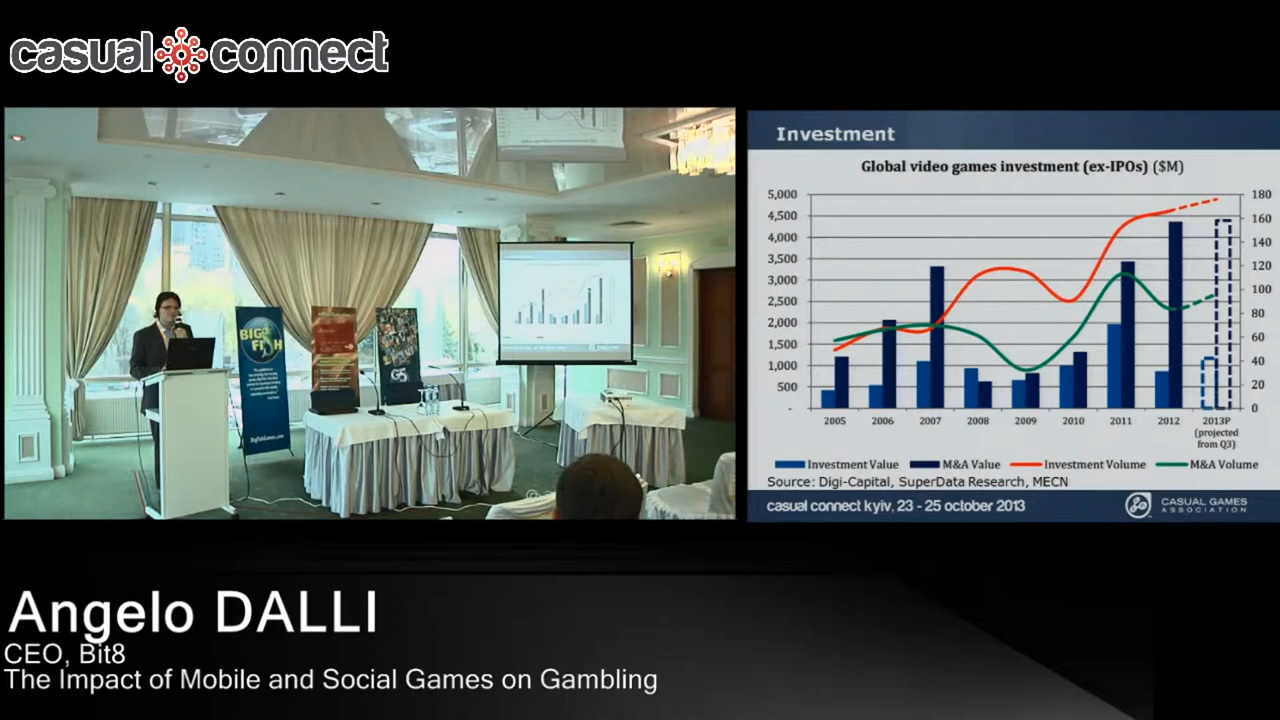 casual connect
BIG
FISH
BigFishGames.com
G5
Investment
Global video games investment (ex-IPOs) ($M)
5,000
4,500
4,000
3,500
3,000
2,500
2,000
1,500
1,000
500
-
180
160
140
120
100
80
60
40
20
0
2005 2006 2007 2008 2009 2010 2011 2012 2013P
(projected
from Q3)
Investment Value M&A Value Investment Volume M&A Volume
Source: Digi-Capital, SuperData Research, MECN
casual connect kyiv, 23 - 25 october 2013
CASUAL GAMES
ASSOCIATION
Angelo DALLI
CEO, Bit8
The Impact of Mobile and Social Games on Gambling